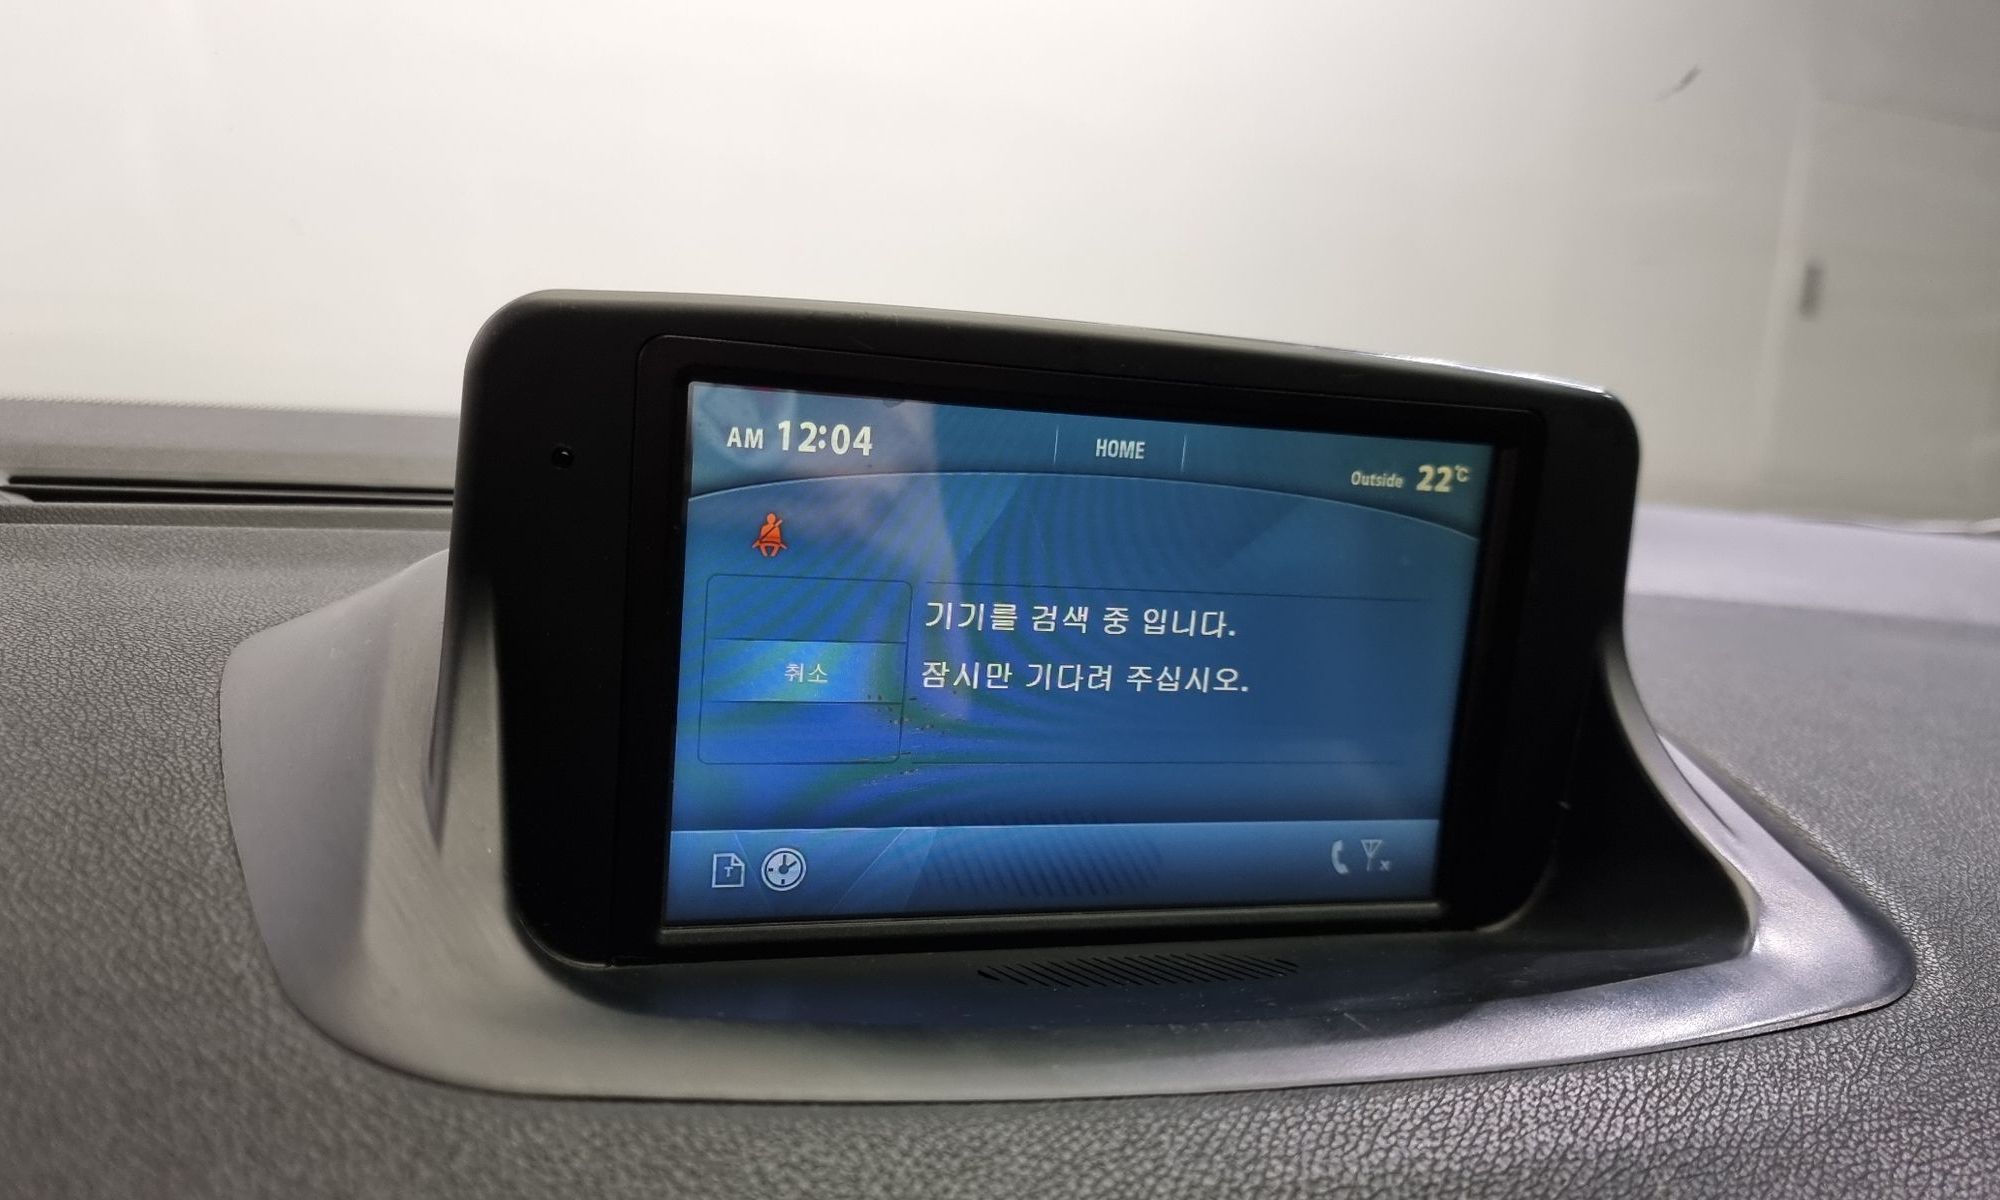 AM 12:04
HOME
Outside 22°C
기기를 검색 중 입니다.
취소
잠시만 기다려 주십시오.
T